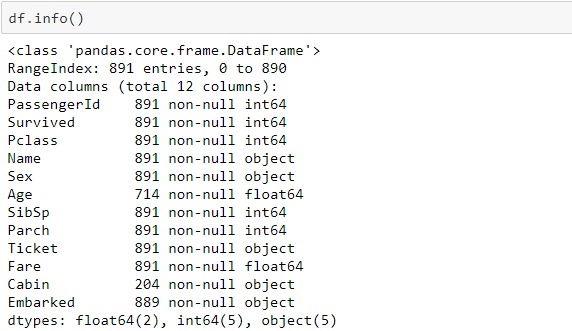 df.info()
<class 'pandas.core.frame.DataFrame'>
RangeIndex: 891 entries, 0 to 890
Data columns (total 12 columns):
PassengerId    891 non-null int64
Survived       891 non-null int64
Pclass         891 non-null int64
Name           891 non-null object
Sex            891 non-null object
Age            714 non-null float64
SibSp          891 non-null int64
Parch          891 non-null int64
Ticket         891 non-null object
Fare           891 non-null float64
Cabin          204 non-null object
Embarked       889 non-null object
dtypes: float64(2), int64(5), object(5)